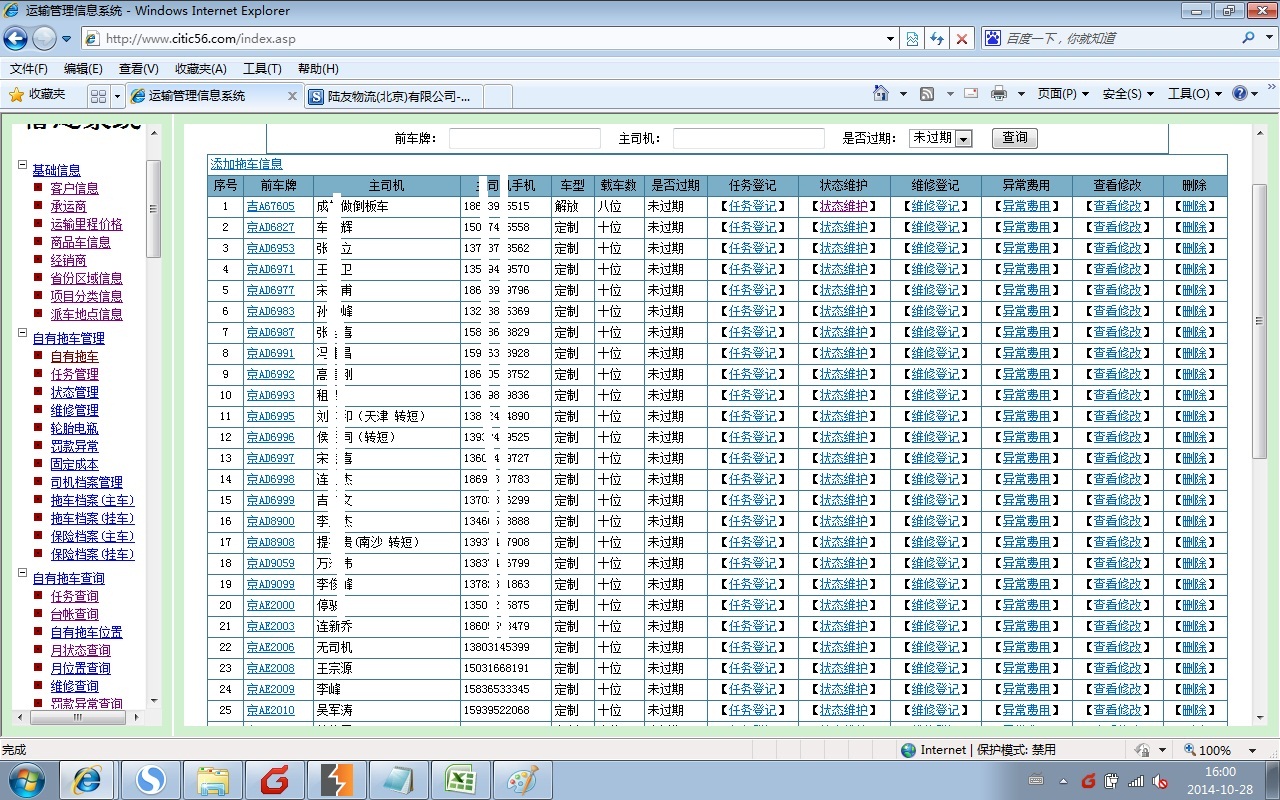 运输管理信息系统 - Windows Internet Explorer
http://www.citic56.com/index.asp
百度一下，你就知道
文件(F) 编辑(E) 查看(V) 收藏夹(A) 工具(T) 帮助(H)
收藏夹 运输管理信息系统 陆友物流(北京)有限公司-... 页面(P) 安全(S) 工具(O)
基础信息
客户信息
承运商
运输里程价格
商品车信息
经销商
省份区域信息
项目分类信息
派车地点信息
自有拖车管理
自有拖车
任务管理
状态管理
维修管理
轮胎电瓶
罚款异常
固定成本
司机档案管理
拖车档案(主车)
拖车档案(挂车)
保险档案(主车)
保险档案(挂车)
自有拖车查询
任务查询
台帐查询
自有拖车位置
月状态查询
月位置查询
维修查询
罚款异常查询
前车牌： 主司机： 是否过期： 未过期 查询
添加拖车信息
序号 前车牌 主司机 司 手机 车型 载车数 是否过期 任务登记 状态维护 维修登记 异常费用 查看修改 删除
1 吉A67605 成 做倒板车 186 39 5515 解放 八位 未过期 【任务登记】 【状态维护】 【维修登记】 【异常费用】 【查看修改】 【删除】
2 京AD6827 车 辉 150 74 5558 定制 十位 未过期 【任务登记】 【状态维护】 【维修登记】 【异常费用】 【查看修改】 【删除】
3 京AD6953 张 立 137 37 9562 定制 十位 未过期 【任务登记】 【状态维护】 【维修登记】 【异常费用】 【查看修改】 【删除】
4 京AD6971 王 卫 135 94 9570 定制 十位 未过期 【任务登记】 【状态维护】 【维修登记】 【异常费用】 【查看修改】 【删除】
5 京AD6977 宋 甫 186 39 9796 定制 十位 未过期 【任务登记】 【状态维护】 【维修登记】 【异常费用】 【查看修改】 【删除】
6 京AD6983 孙 峰 132 38 5369 定制 十位 未过期 【任务登记】 【状态维护】 【维修登记】 【异常费用】 【查看修改】 【删除】
7 京AD6987 张 喜 158 36 9829 定制 十位 未过期 【任务登记】 【状态维护】 【维修登记】 【异常费用】 【查看修改】 【删除】
8 京AD6991 冯 昌 159 33 8928 定制 十位 未过期 【任务登记】 【状态维护】 【维修登记】 【异常费用】 【查看修改】 【删除】
9 京AD6992 高 刚 186 05 9752 定制 十位 未过期 【任务登记】 【状态维护】 【维修登记】 【异常费用】 【查看修改】 【删除】
10 京AD6993 租 136 98 9836 定制 十位 未过期 【任务登记】 【状态维护】 【维修登记】 【异常费用】 【查看修改】 【删除】
11 京AD6995 刘 （天津 转短） 138 24 4890 定制 十位 未过期 【任务登记】 【状态维护】 【维修登记】 【异常费用】 【查看修改】 【删除】
12 京AD6996 侯 （转短） 139 74 9525 定制 十位 未过期 【任务登记】 【状态维护】 【维修登记】 【异常费用】 【查看修改】 【删除】
13 京AD6997 宋 喜 1360 4 9727 定制 十位 未过期 【任务登记】 【状态维护】 【维修登记】 【异常费用】 【查看修改】 【删除】
14 京AD6998 连 杰 1869 3 0783 定制 十位 未过期 【任务登记】 【状态维护】 【维修登记】 【异常费用】 【查看修改】 【删除】
15 京AD6999 吉 文 1370 3 6299 定制 十位 未过期 【任务登记】 【状态维护】 【维修登记】 【异常费用】 【查看修改】 【删除】
16 京AD8900 李 杰 1346 5 8888 定制 十位 未过期 【任务登记】 【状态维护】 【维修登记】 【异常费用】 【查看修改】 【删除】
17 京AD8908 (南沙 转短） 1393 4 7908 定制 十位 未过期 【任务登记】 【状态维护】 【维修登记】 【异常费用】 【查看修改】 【删除】
18 京AD9059 万 伟 1383 4 5799 定制 十位 未过期 【任务登记】 【状态维护】 【维修登记】 【异常费用】 【查看修改】 【删除】
19 京AD9099 李俊峰 1378 3 1863 定制 十位 未过期 【任务登记】 【状态维护】 【维修登记】 【异常费用】 【查看修改】 【删除】
20 京AE2000 停驶 1350 2 5875 定制 十位 未过期 【任务登记】 【状态维护】 【维修登记】 【异常费用】 【查看修改】 【删除】
21 京AE2003 连新乔 1860 3479 定制 十位 未过期 【任务登记】 【状态维护】 【维修登记】 【异常费用】 【查看修改】 【删除】
22 京AE2006 无司机 13803145399 定制 十位 未过期 【任务登记】 【状态维护】 【维修登记】 【异常费用】 【查看修改】 【删除】
23 京AE2008 王宗源 15031668191 定制 十位 未过期 【任务登记】 【状态维护】 【维修登记】 【异常费用】 【查看修改】 【删除】
24 京AE2009 李峰 15836533345 定制 十位 未过期 【任务登记】 【状态维护】 【维修登记】 【异常费用】 【查看修改】 【删除】
25 京AE2010 吴军涛 15939522068 定制 十位 未过期 【任务登记】 【状态维护】 【维修登记】 【异常费用】 【查看修改】 【删除】
完成 Internet | 保护模式: 禁用 100%
16:00
2014-10-28